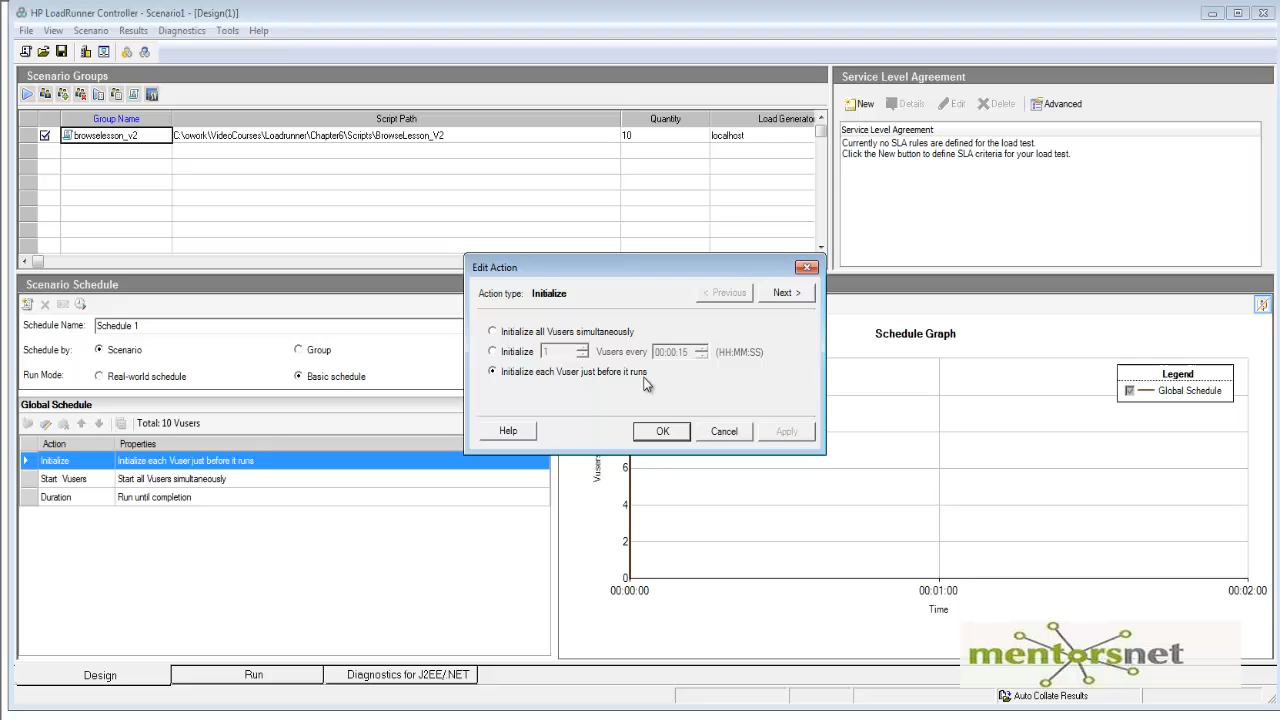 HP LoadRunner Controller - Scenario1 - [Design(1)]
File View Scenario Results Diagnostics Tools Help
Scenario Groups
Group Name Script Path Quantity Load Generato
browselesson_v2 C:\owork\VideoCourses\Loadrunner\Chapter6\Scripts\BrowseLesson_V2 10 localhost
Service Level Agreement
New Details Edit Delete Advanced
Service Level Agreement
Currently no SLA rules are defined for the load test.
Click the New button to define SLA criteria for your load test.
Scenario Schedule
Schedule Name: Schedule 1
Schedule by: Scenario Group
Run Mode: Real-world schedule Basic schedule
Global Schedule
Total: 10 Vusers
Action Properties
Initialize Initialize each Vuser just before it runs
Start Vusers Start all Vusers simultaneously
Duration Run until completion
Edit Action
Action type: Initialize < Previous Next >
Initialize all Vusers simultaneously
Initialize 1 Vusers every 00:00:15 (HH:MM:SS)
Initialize each Vuser just before it runs
Help OK Cancel Apply
Schedule Graph
Legend
Global Schedule
Vusers
6
4
2
0
00:00:00 00:01:00 00:02:00
Time
mentorsnet
Design Run Diagnostics for J2EE/.NET
Auto Collate Results